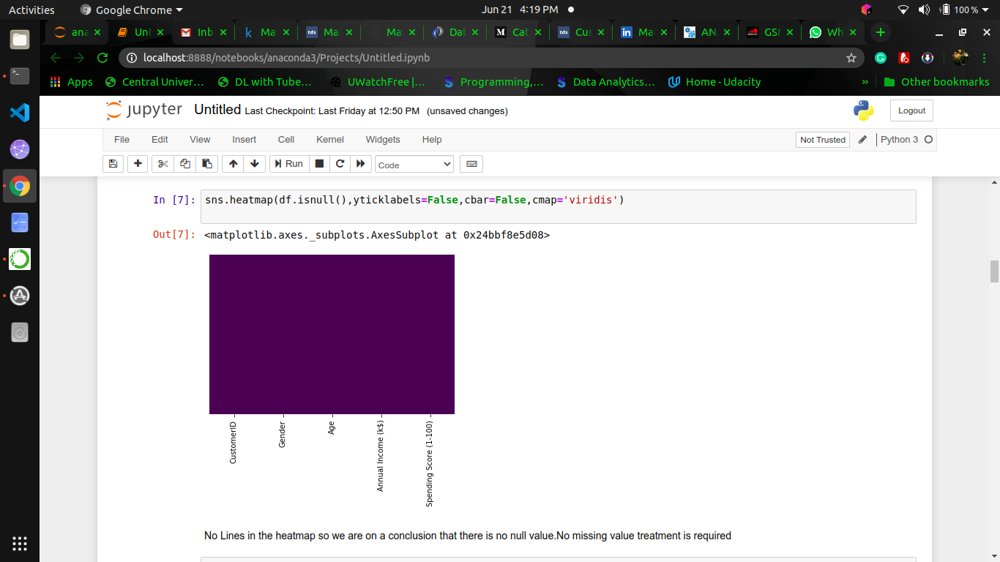 Activities Google Chrome Jun 21 4:19 PM 100 %
ana Unt Inb Ma Ma Mai Dat Cat Cus Ma AN. GSM Wh
localhost:8888/notebooks/anaconda3/Projects/Untitled.ipynb
Apps Central Univer… DL with Tube… UWatchFree |… Programming,… Data Analytics… Home - Udacity » Other bookmarks
jupyter Untitled Last Checkpoint: Last Friday at 12:50 PM (unsaved changes) Logout
File Edit View Insert Cell Kernel Widgets Help Not Trusted Python 3
Run Code
In [7]: sns.heatmap(df.isnull(),yticklabels=False,cbar=False,cmap='viridis')
Out[7]: <matplotlib.axes._subplots.AxesSubplot at 0x24bbf8e5d08>
CustomerID
Gender
Age
Annual Income (k$)
Spending Score (1-100)
No Lines in the heatmap so we are on a conclusion that there is no null value.No missing value treatment is required